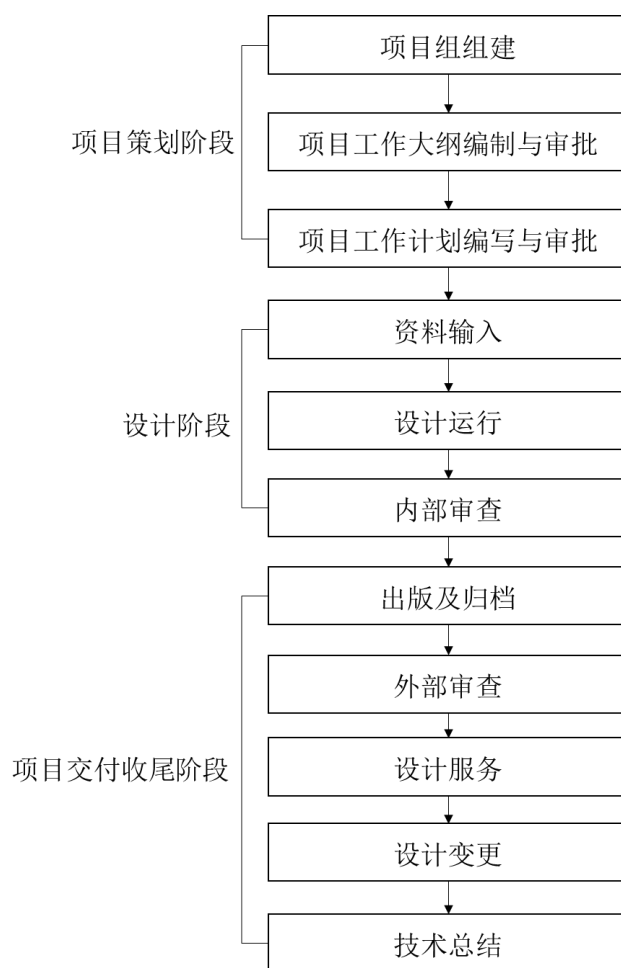 项目组组建
项目策划阶段
项目工作大纲编制与审批
项目工作计划编写与审批
资料输入
设计阶段
设计运行
内部审查
出版及归档
外部审查
项目交付收尾阶段
设计服务
设计变更
技术总结